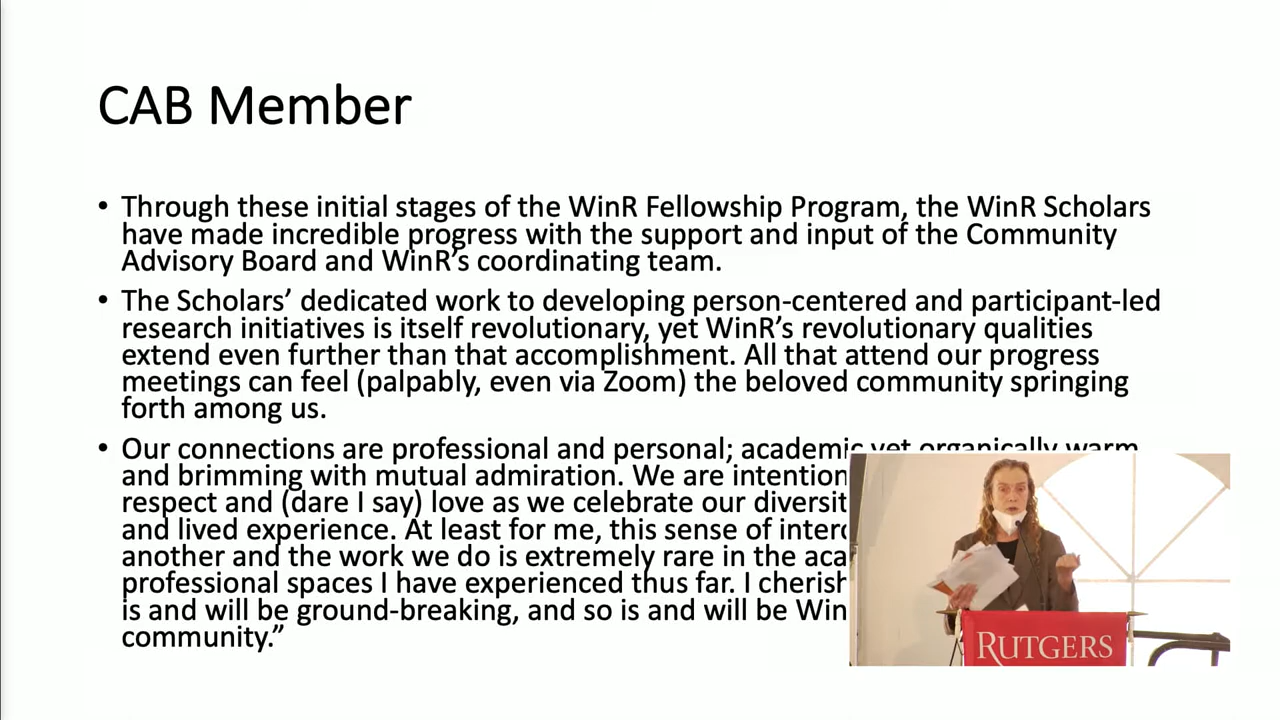 CAB Member
• Through these initial stages of the WinR Fellowship Program, the WinR Scholars
have made incredible progress with the support and input of the Community
Advisory Board and WinR’s coordinating team.
• The Scholars’ dedicated work to developing person-centered and participant-led
research initiatives is itself revolutionary, yet WinR’s revolutionary qualities
extend even further than that accomplishment. All that attend our progress
meetings can feel (palpably, even via Zoom) the beloved community springing
forth among us.
• Our connections are professional and personal; academic yet organically warm
and brimming with mutual admiration. We are
respect and (dare I say) love as we celebrate our
and lived experience. At least for me, this sense of
another and the work we do is extremely rare in the
professional spaces I have experienced thus far. I cherish
is and will be ground-breaking, and so is and will be
community.”
RUTGERS